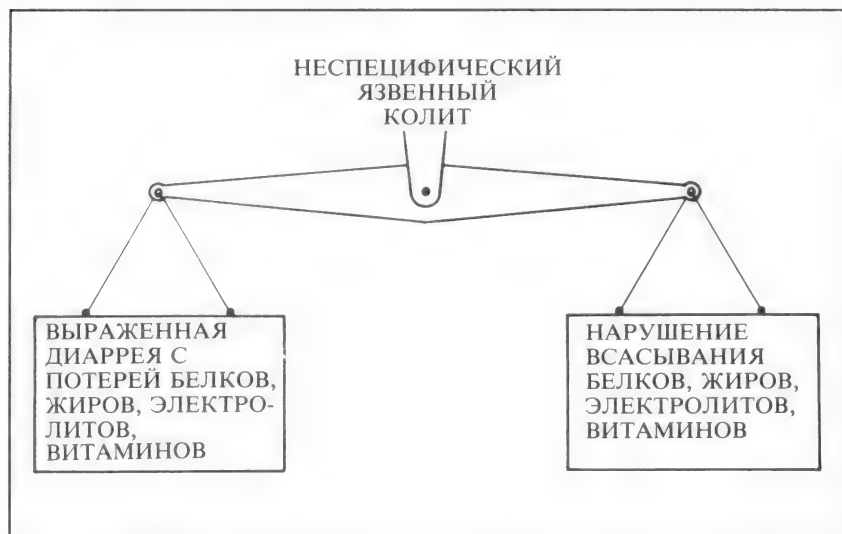 НЕСПЕЦИФИЧЕСКИЙ
ЯЗВЕННЫЙ
КОЛИТ
ВЫРАЖЕННАЯ
ДИАРРЕЯ С
ПОТЕРЕЙ БЕЛКОВ,
ЖИРОВ, ЭЛЕКТРО-
ЛИТОВ,
ВИТАМИНОВ
НАРУШЕНИЕ
ВСАСЫВАНИЯ
БЕЛКОВ, ЖИРОВ,
ЭЛЕКТРОЛИТОВ,
ВИТАМИНОВ